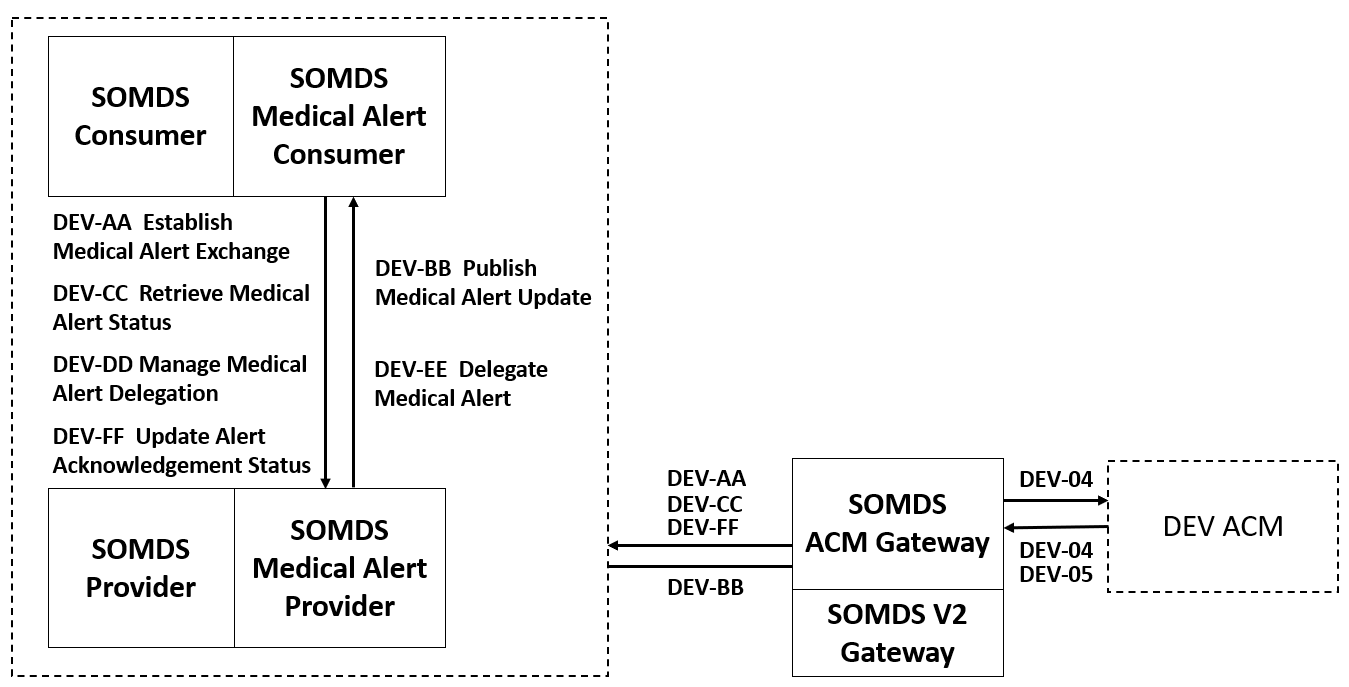 SOMDS
Consumer
SOMDS
Medical Alert
Consumer
DEV-AA Establish
Medical Alert Exchange
DEV-CC Retrieve Medical
Alert Status
DEV-DD Manage Medical
Alert Delegation
DEV-FF Update Alert
Acknowledgement Status
DEV-BB Publish
Medical Alert Update
DEV-EE Delegate
Medical Alert
SOMDS
Provider
SOMDS
Medical Alert
Provider
DEV-AA
DEV-CC
DEV-FF
DEV-BB
SOMDS
ACM Gateway
SOMDS V2
Gateway
DEV-04
DEV-04
DEV-05
DEV ACM